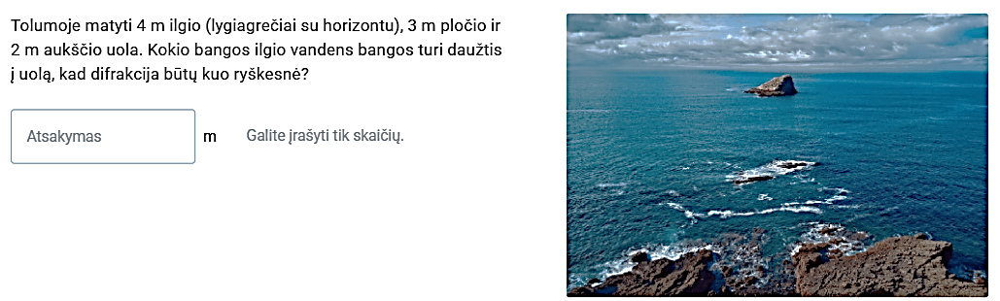 Tolumoje matyti 4 m ilgio (lygiagrečiai su horizontu), 3 m pločio ir
2 m aukščio uola. Kokio bangos ilgio vandens bangos turi daužtis
į uolą, kad difrakcija būtų kuo ryškesnė?
Atsakymas m Galite įrašyti tik skaičių.